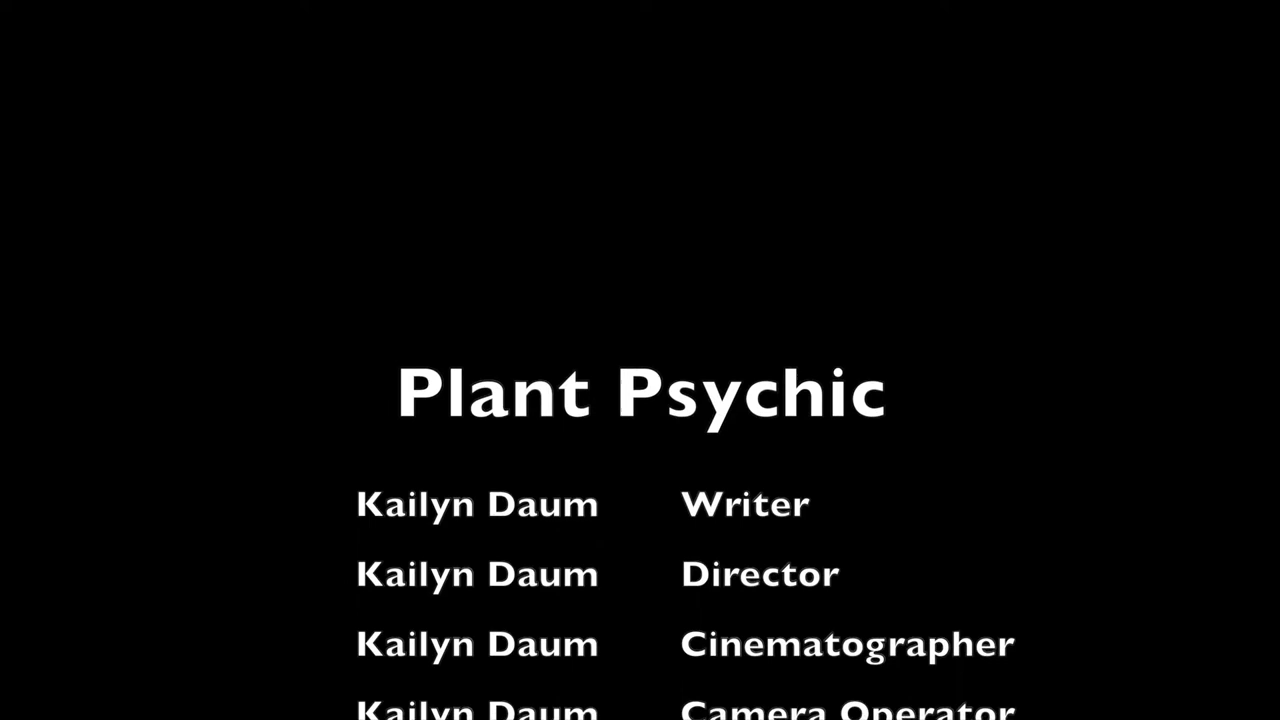 Plant Psychic
Kailyn Daum Writer
Kailyn Daum Director
Kailyn Daum Cinematographer
Kailyn Daum Camera Operator